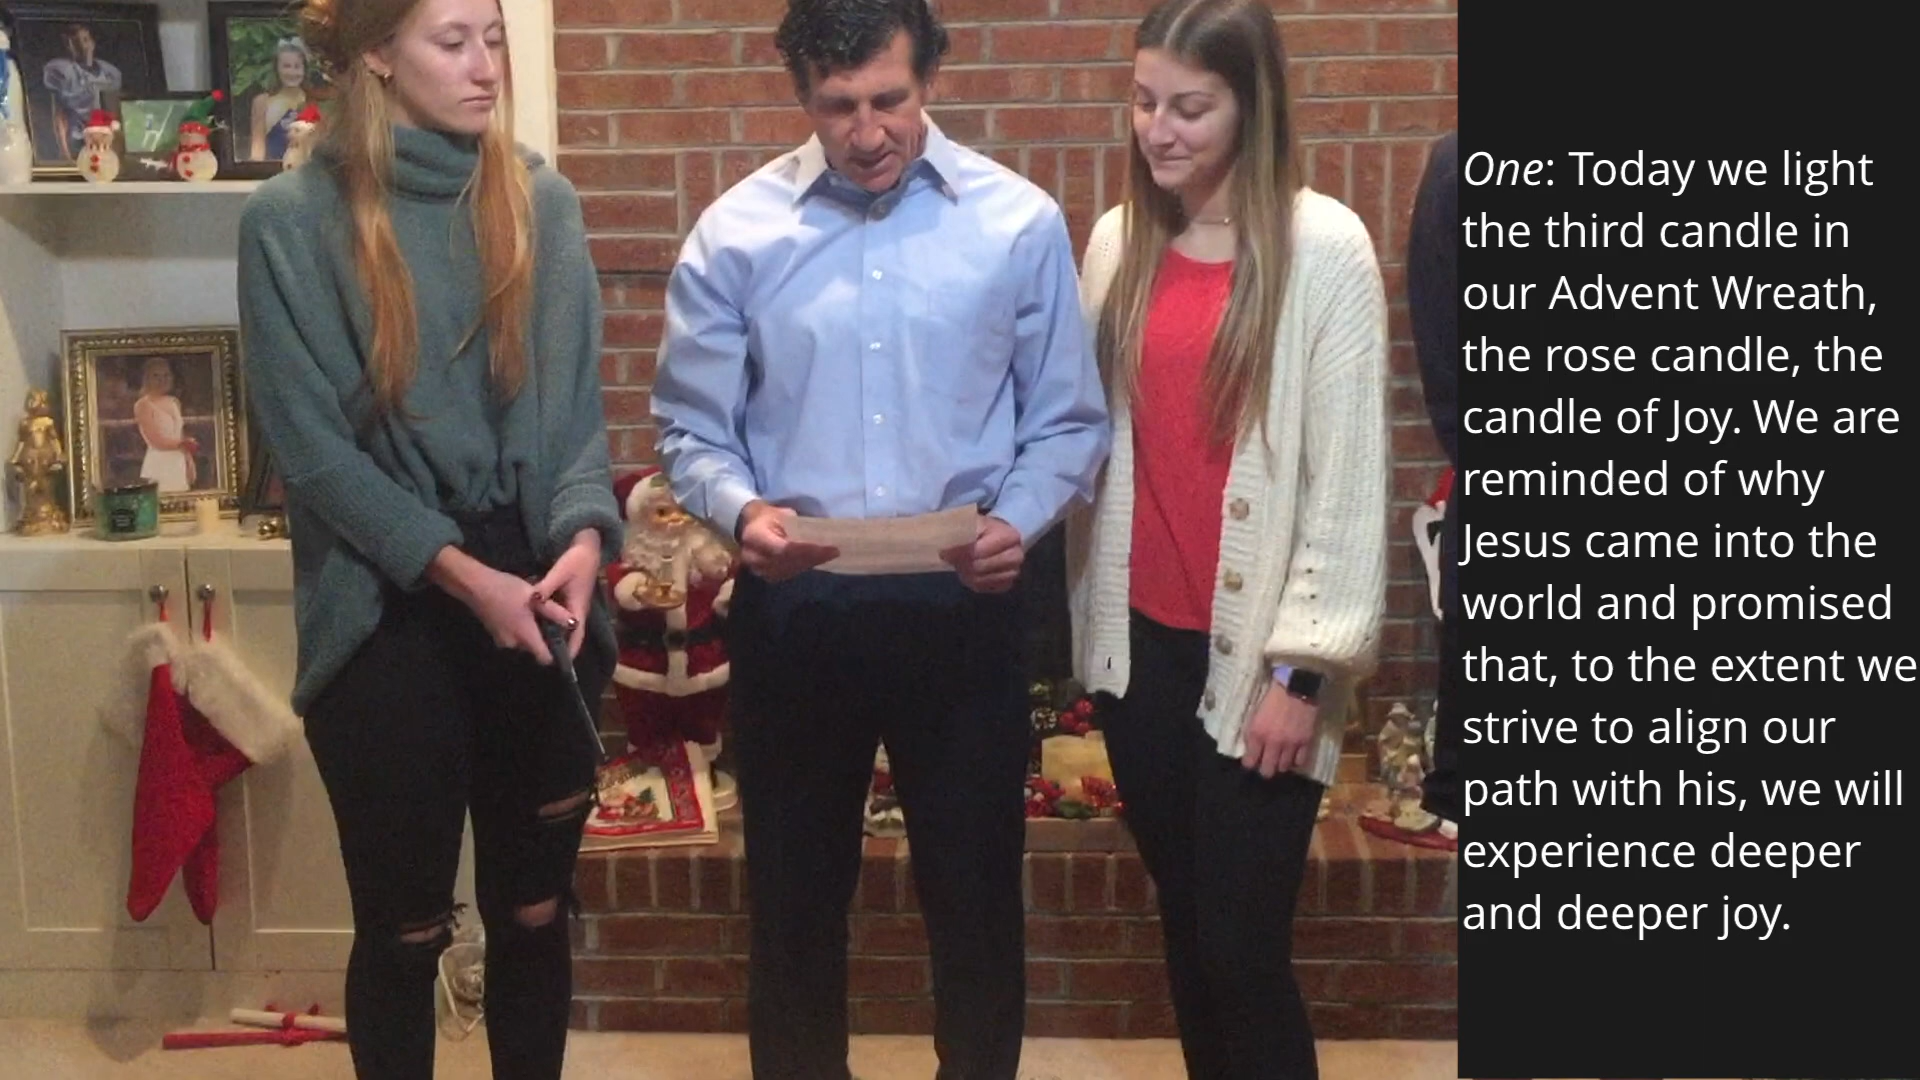 One: Today we light
the third candle in
our Advent Wreath,
the rose candle, the
candle of Joy. We are
reminded of why
Jesus came into the
world and promised
that, to the extent we
strive to align our
path with his, we will
experience deeper
and deeper joy.